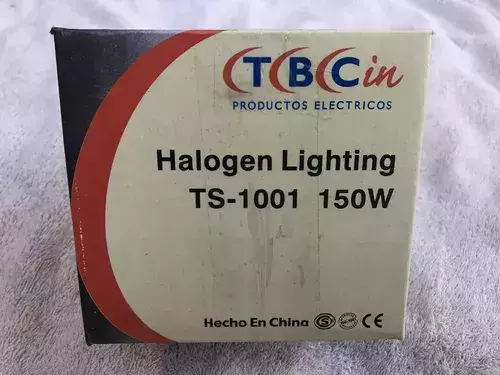 TBCin
PRODUCTOS ELECTRICOS
Halogen Lighting
TS-1001 150W
Hecho En China S CE